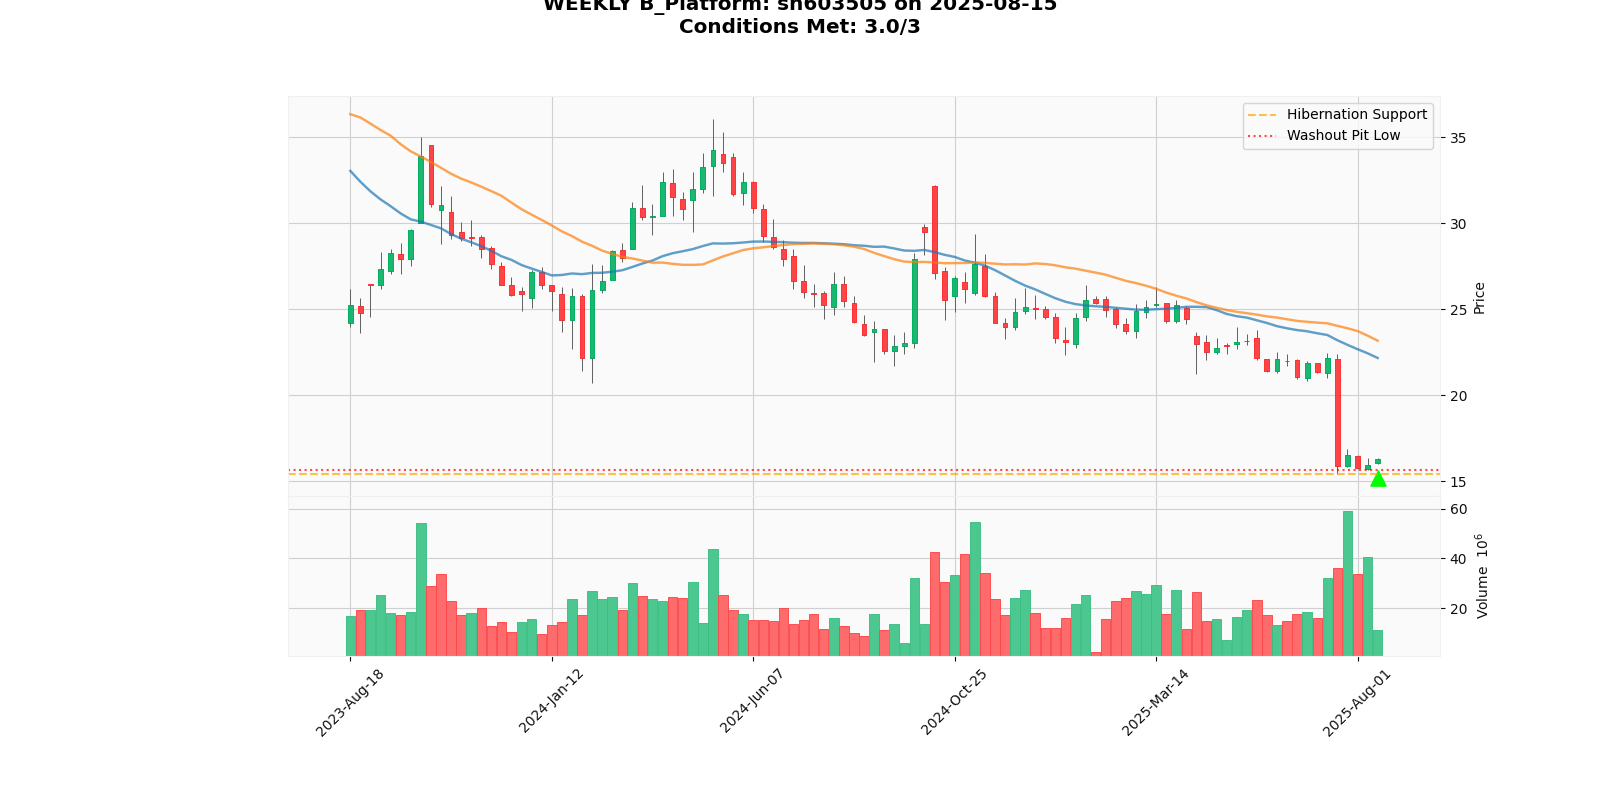 WEEKLY B_Platform: sh603505 on 2025-08-15
Conditions Met: 3.0/3
Hibernation Support
Washout Pit Low
35
30
25
20
15
Price
60
40
20
Volume 10⁶
2023-Aug-18
2024-Jan-12
2024-Jun-07
2024-Oct-25
2025-Mar-14
2025-Aug-01